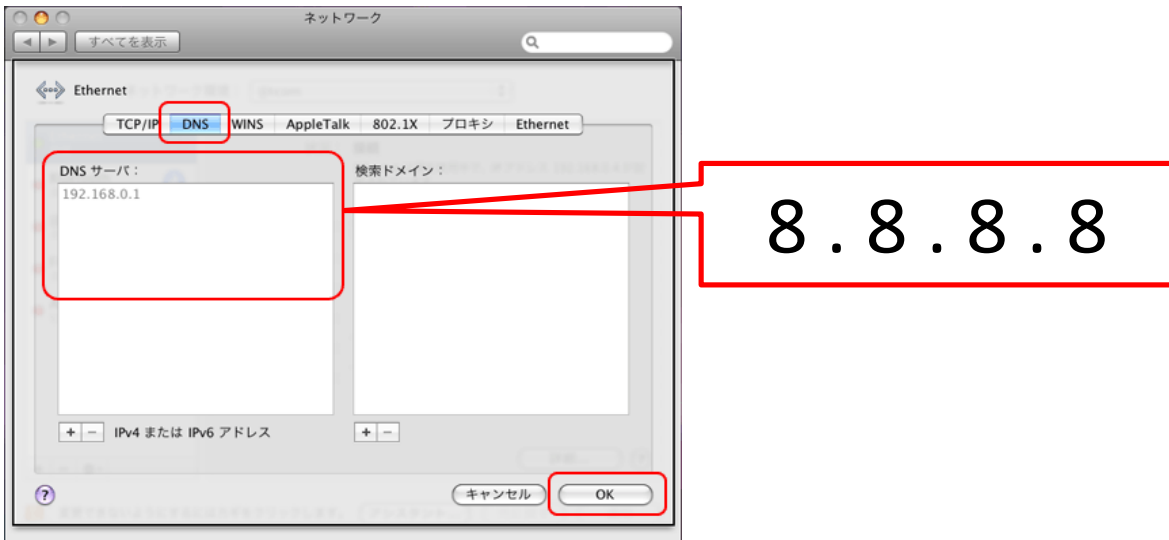 ネットワーク
すべてを表示
Ethernet
TCP/IP DNS WINS AppleTalk 802.1X プロキシ Ethernet
DNS サーバ：
192.168.0.1
検索ドメイン：
8.8.8.8
IPv4 または IPv6 アドレス
キャンセル
OK